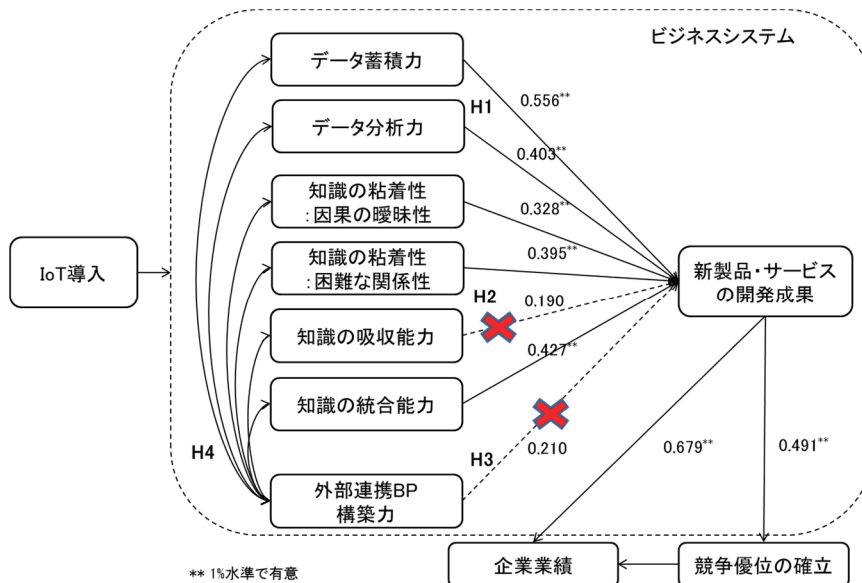 ビジネスシステム
データ蓄積力
0.556**
H1
データ分析力
0.403**
知識の粘着性
:因果の曖昧性
0.328**
IoT導入
知識の粘着性
:困難な関係性
0.395**
新製品・サービス
の開発成果
H2
0.190
知識の吸収能力
0.427**
知識の統合能力
H4
H3
0.210
0.679**
0.491**
外部連携BP
構築力
企業業績
競争優位の確立
** 1%水準で有意